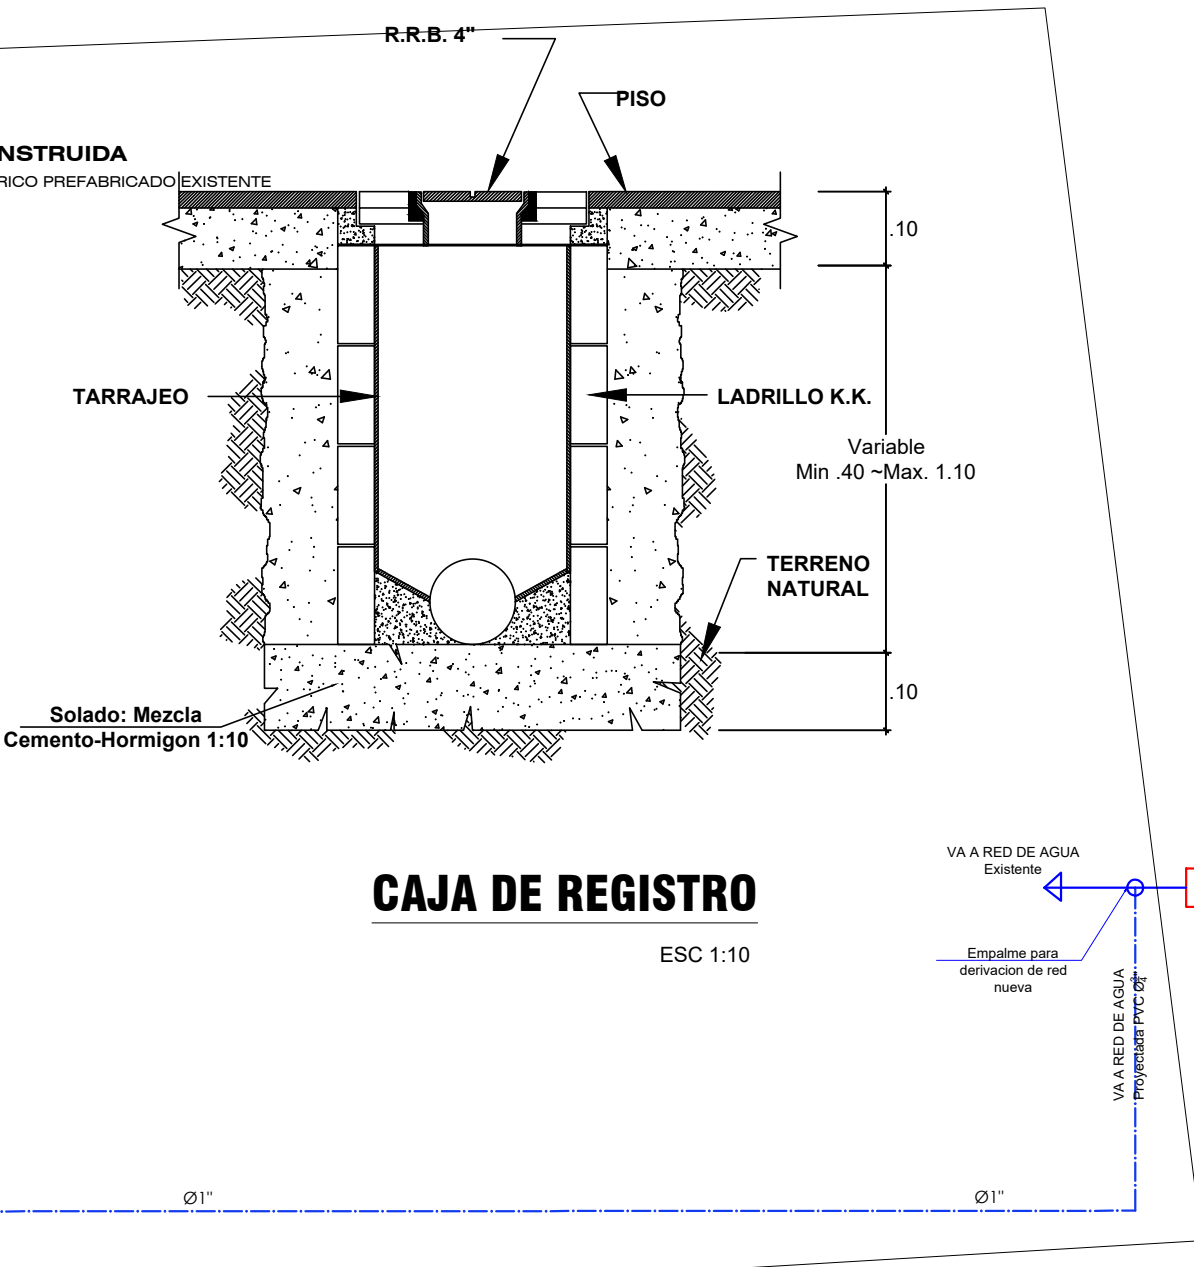 R.R.B. 4"
PISO
NSTRUIDA
RICO PREFABRICADO EXISTENTE
.10
TARRAJEO
LADRILLO K.K.
Variable
Min .40 ~Max. 1.10
TERRENO
NATURAL
.10
Solado: Mezcla
Cemento-Hormigon 1:10
CAJA DE REGISTRO
ESC 1:10
VA A RED DE AGUA
Existente
Empalme para
derivacion de red
nueva
VA A RED DE AGUA
Proyectada PVC Ø3/4"
Ø1"
Ø1"